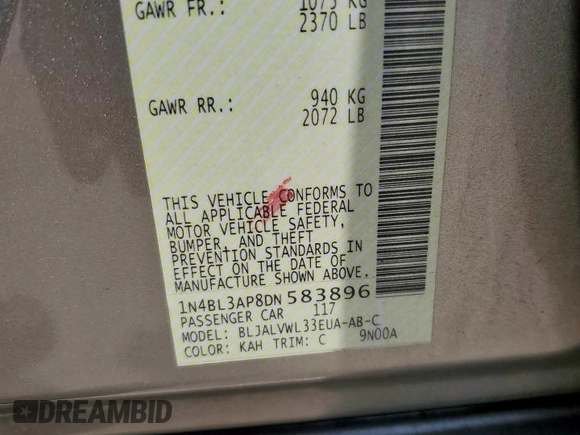 GAWR FR.: 1075 KG
2370 LB
GAWR RR.: 940 KG
2072 LB
THIS VEHICLE CONFORMS TO
ALL APPLICABLE FEDERAL
MOTOR VEHICLE SAFETY,
BUMPER, AND THEFT
PREVENTION STANDARDS IN
EFFECT ON THE DATE OF
MANUFACTURE SHOWN ABOVE.
1N4BL3AP8DN583896
PASSENGER CAR 117
MODEL: BLJALVWL33EUA-AB-C
COLOR: KAH TRIM: C 9N00A
DREAMBID